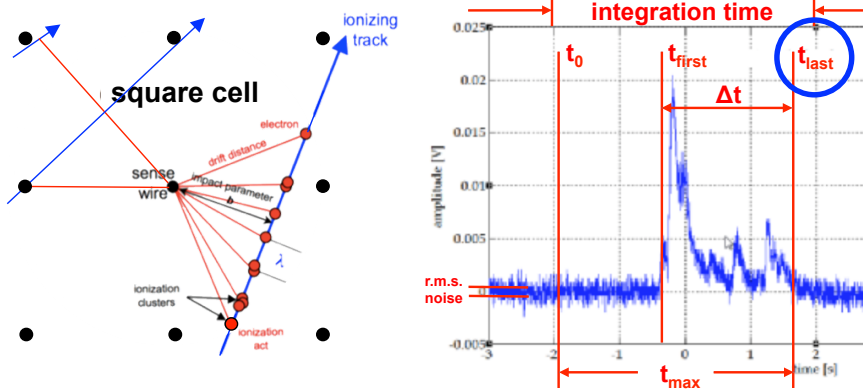 ionizing
track
square cell
electron
drift distance
sense
wire
impact parameter
b
λ
ionization
clusters
ionization
act
integration time
t0
tfirst
tlast
Δt
0.025
0.02
0.015
0.01
0.005
0
-0.005
amplitude [V]
r.m.s.
noise
-3
-2
-1
0
1
2
time [s]
tmax